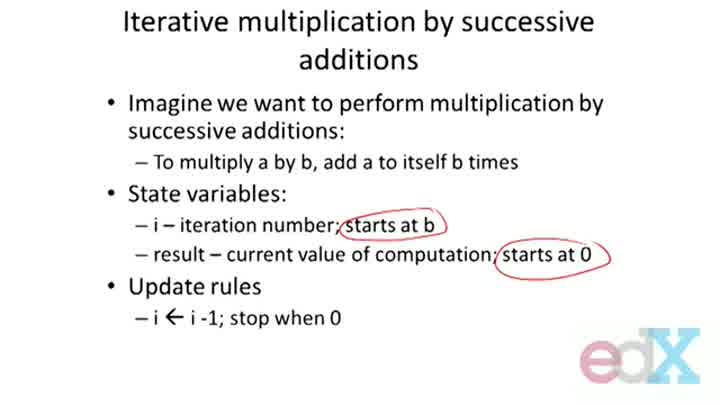 Iterative multiplication by successive
additions
• Imagine we want to perform multiplication by
successive additions:
– To multiply a by b, add a to itself b times
• State variables:
– i – iteration number; starts at b
– result – current value of computation; starts at 0
• Update rules
– i ← i -1; stop when 0
edX